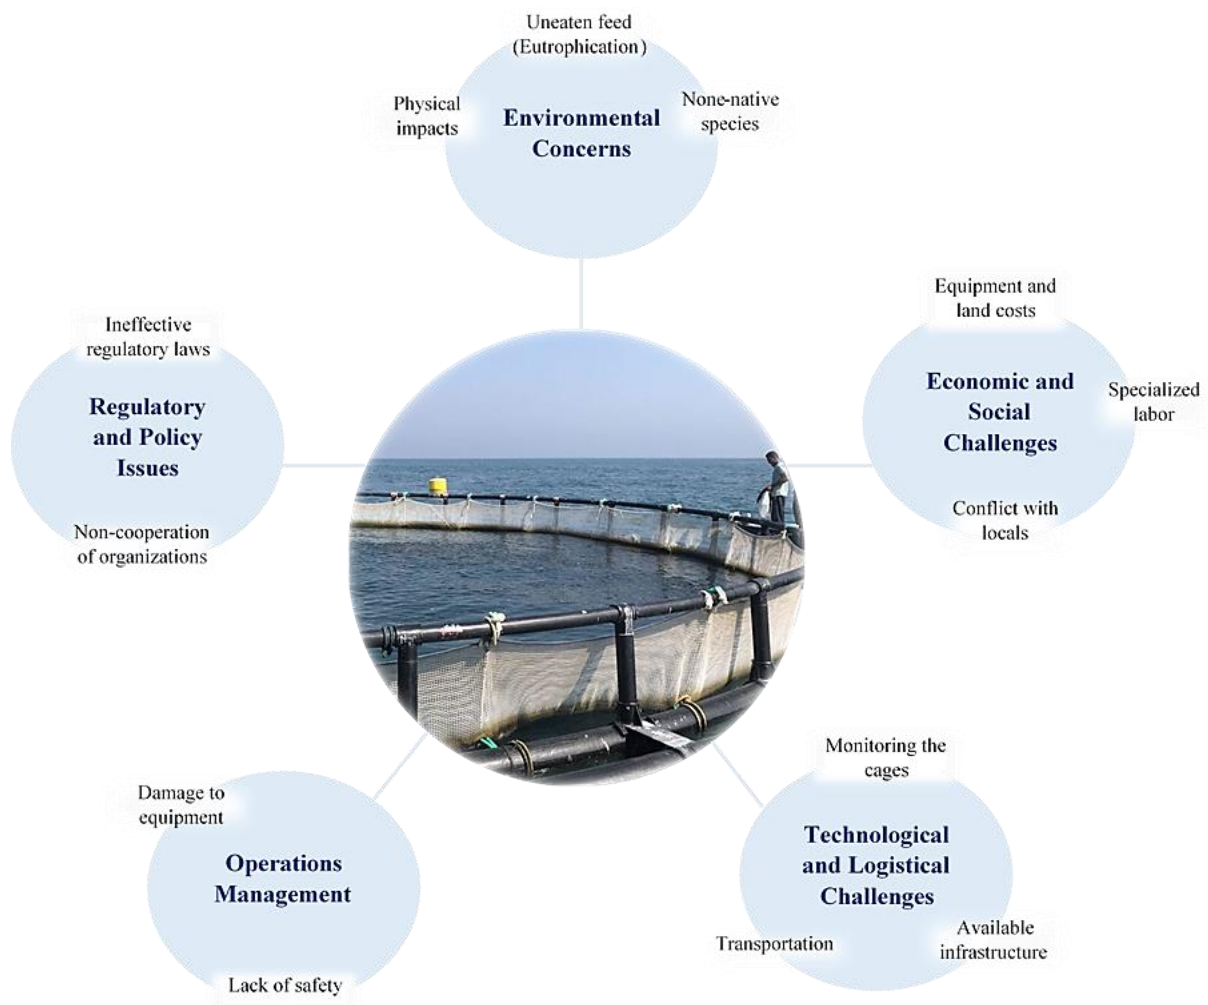 Uneaten feed
(Eutrophication)
Physical
impacts
None-native
species
Environmental
Concerns
Equipment and
land costs
Economic and
Social
Challenges
Specialized
labor
Conflict with
locals
Ineffective
regulatory laws
Regulatory
and Policy
Issues
Non-cooperation
of organizations
Monitoring the
cages
Technological
and Logistical
Challenges
Transportation
Available
infrastructure
Damage to
equipment
Operations
Management
Lack of safety